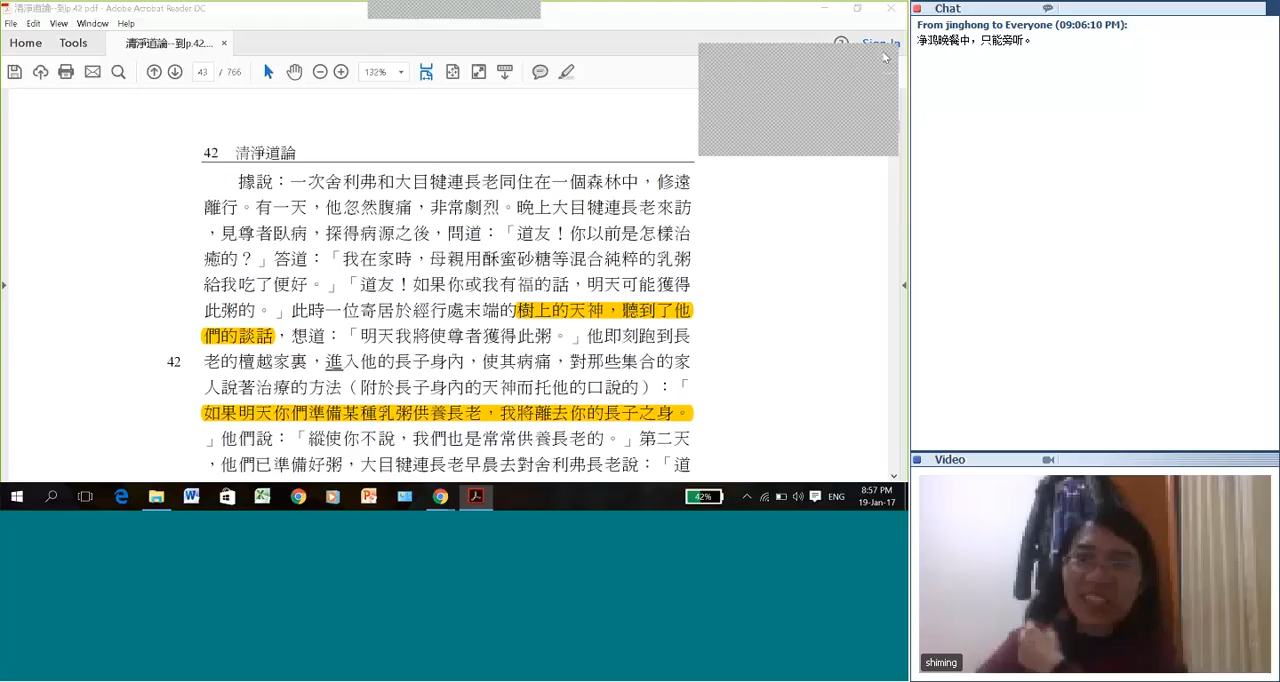 清淨道論--到p.42 pdf - Adobe Acrobat Reader DC
File Edit View Window Help
Home Tools 清淨道論--到p.42.... × Sign In
43 / 766 132%
42 清淨道論
據說：一次舍利弗和大目犍連長老同住在一個森林中，修遠
離行。有一天，他忽然腹痛，非常劇烈。晚上大目犍連長老來訪
，見尊者臥病，探得病源之後，問道：「道友！你以前是怎樣治
癒的？」答道：「我在家時，母親用酥蜜砂糖等混合純粹的乳粥
給我吃了便好。」「道友！如果你或我有福的話，明天可能獲得
此粥的。」此時一位寄居於經行處末端的樹上的天神，聽到了他
們的談話，想道：「明天我將使尊者獲得此粥。」他即刻跑到長
42 老的檀越家裏，進入他的長子身內，使其病痛，對那些集合的家
人說著治療的方法（附於長子身內的天神而托他的口說的）：「
如果明天你們準備某種乳粥供養長老，我將離去你的長子之身。
」他們說：「縱使你不說，我們也是常常供養長老的。」第二天
，他們已準備好粥，大目犍連長老早晨去對舍利弗長老說：「道
42% ENG 8:57 PM
19-Jan-17
Chat
From jinghong to Everyone (09:06:10 PM):
净鸿晚餐中，只能旁听。
Video
shiming